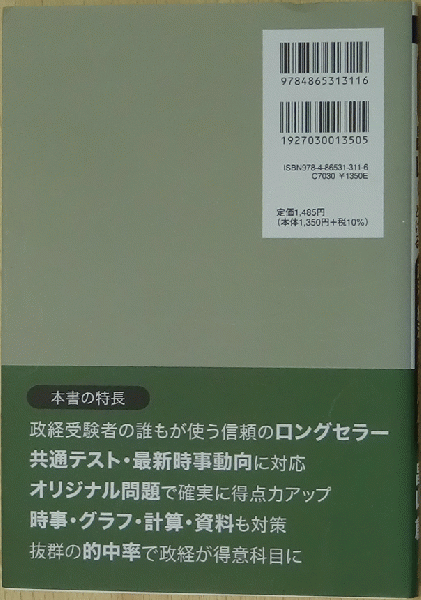 9784865313116
1927030013505
ISBN978-4-86531-311-6
C7030 ¥1350E
定価1,485円
(本体1,350円+税10%)
本書の特長
政経受験者の誰もが使う信頼のロングセラー
共通テスト・最新時事動向に対応
オリジナル問題で確実に得点力アップ
時事・グラフ・計算・資料も対策
抜群の的中率で政経が得意科目に